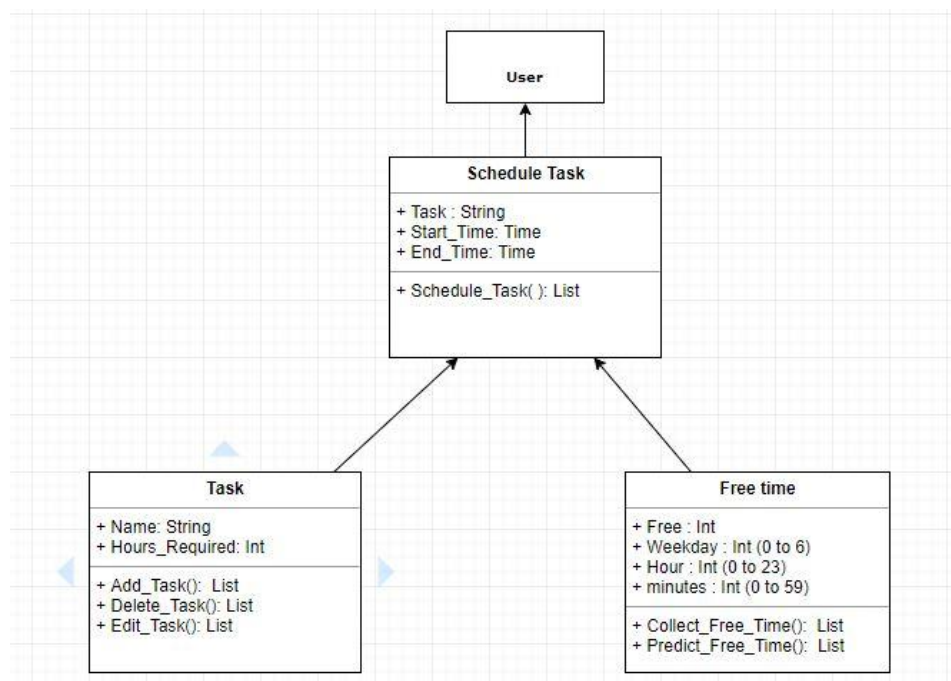 User
Schedule Task
+ Task : String
+ Start_Time: Time
+ End_Time: Time
+ Schedule_Task( ): List
Task
+ Name: String
+ Hours_Required: Int
+ Add_Task(): List
+ Delete_Task(): List
+ Edit_Task(): List
Free time
+ Free : Int
+ Weekday : Int (0 to 6)
+ Hour : Int (0 to 23)
+ minutes : Int (0 to 59)
+ Collect_Free_Time(): List
+ Predict_Free_Time(): List